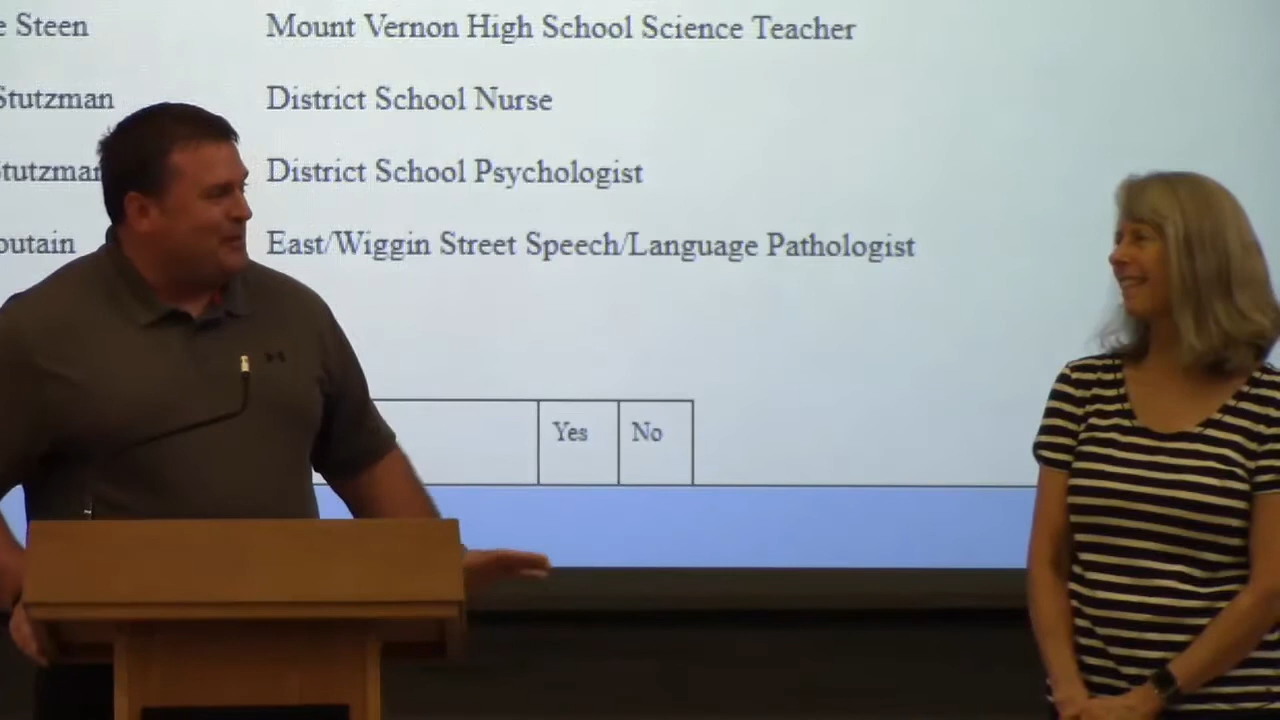 e Steen Mount Vernon High School Science Teacher
Stutzman District School Nurse
tutzman District School Psychologist
outain East/Wiggin Street Speech/Language Pathologist
Yes No